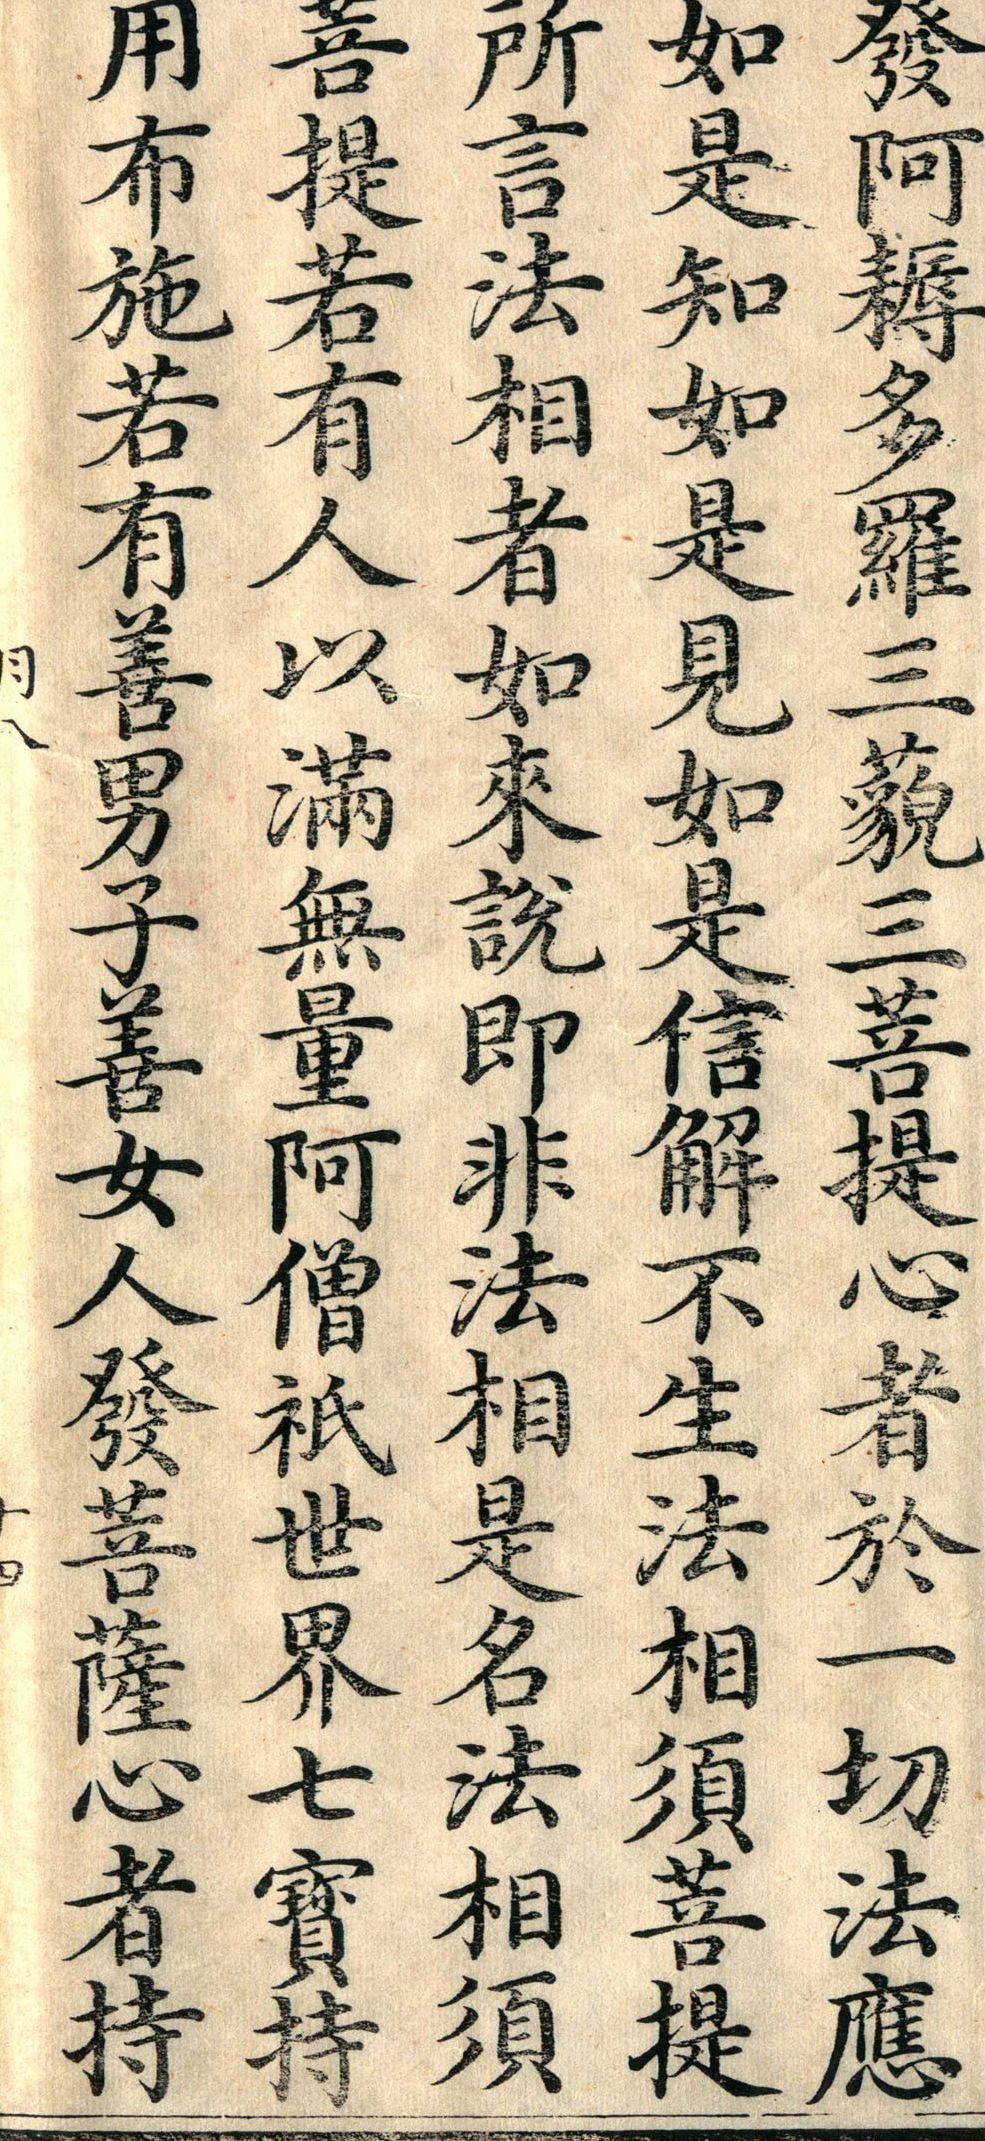 發阿耨多羅三藐三菩提心者於一切法應
如是知如是見如是信解不生法相須菩提
所言法相者如來說即非法相是名法相須
菩提若有人以滿無量阿僧祇世界七寶持
用布施若有善男子善女人發菩薩心者持
十四